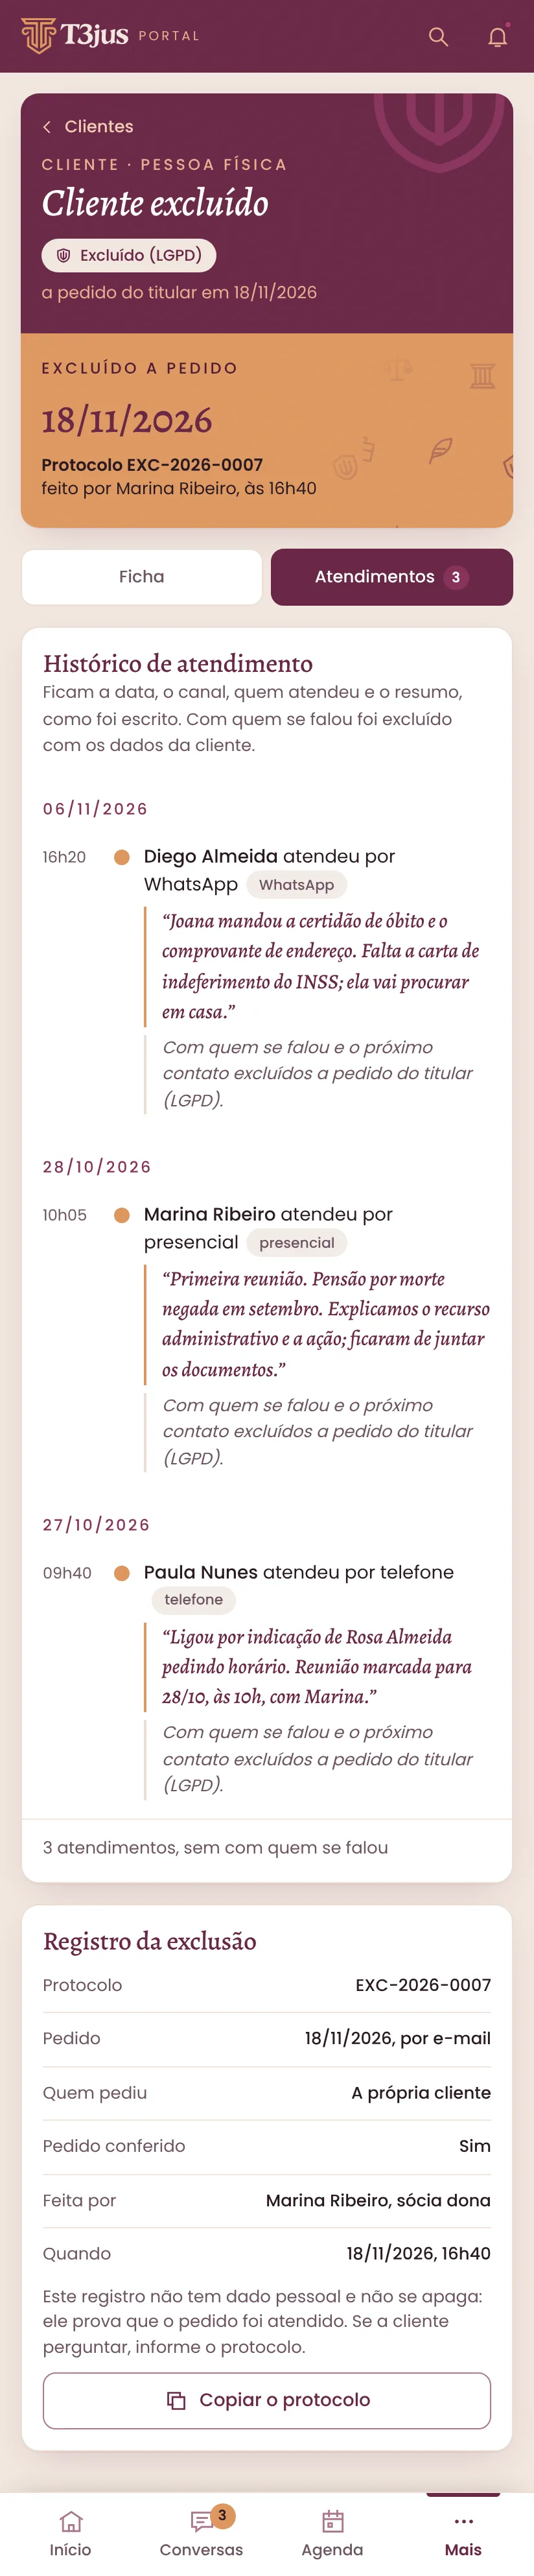 T3jus PORTAL
Clientes
CLIENTE · PESSOA FÍSICA
Cliente excluído
Excluído (LGPD)
a pedido do titular em 18/11/2026
EXCLUÍDO A PEDIDO
18/11/2026
Protocolo EXC-2026-0007
feito por Marina Ribeiro, às 16h40
Ficha
Atendimentos 3
Histórico de atendimento
Ficam a data, o canal, quem atendeu e o resumo,
como foi escrito. Com quem se falou foi excluído
com os dados da cliente.
06/11/2026
16h20
Diego Almeida atendeu por
WhatsApp WhatsApp
“Joana mandou a certidão de óbito e o
comprovante de endereço. Falta a carta de
indeferimento do INSS; ela vai procurar
em casa.”
Com quem se falou e o próximo
contato excluídos a pedido do titular
(LGPD).
28/10/2026
10h05
Marina Ribeiro atendeu por
presencial presencial
“Primeira reunião. Pensão por morte
negada em setembro. Explicamos o recurso
administrativo e a ação; ficaram de juntar
os documentos.”
Com quem se falou e o próximo
contato excluídos a pedido do titular
(LGPD).
27/10/2026
09h40
Paula Nunes atendeu por telefone
telefone
“Ligou por indicação de Rosa Almeida
pedindo horário. Reunião marcada para
28/10, às 10h, com Marina.”
Com quem se falou e o próximo
contato excluídos a pedido do titular
(LGPD).
3 atendimentos, sem com quem se falou
Registro da exclusão
Protocolo EXC-2026-0007
Pedido 18/11/2026, por e-mail
Quem pediu A própria cliente
Pedido conferido Sim
Feita por Marina Ribeiro, sócia dona
Quando 18/11/2026, 16h40
Este registro não tem dado pessoal e não se apaga:
ele prova que o pedido foi atendido. Se a cliente
perguntar, informe o protocolo.
Copiar o protocolo
Início
Conversas 3
Agenda
Mais